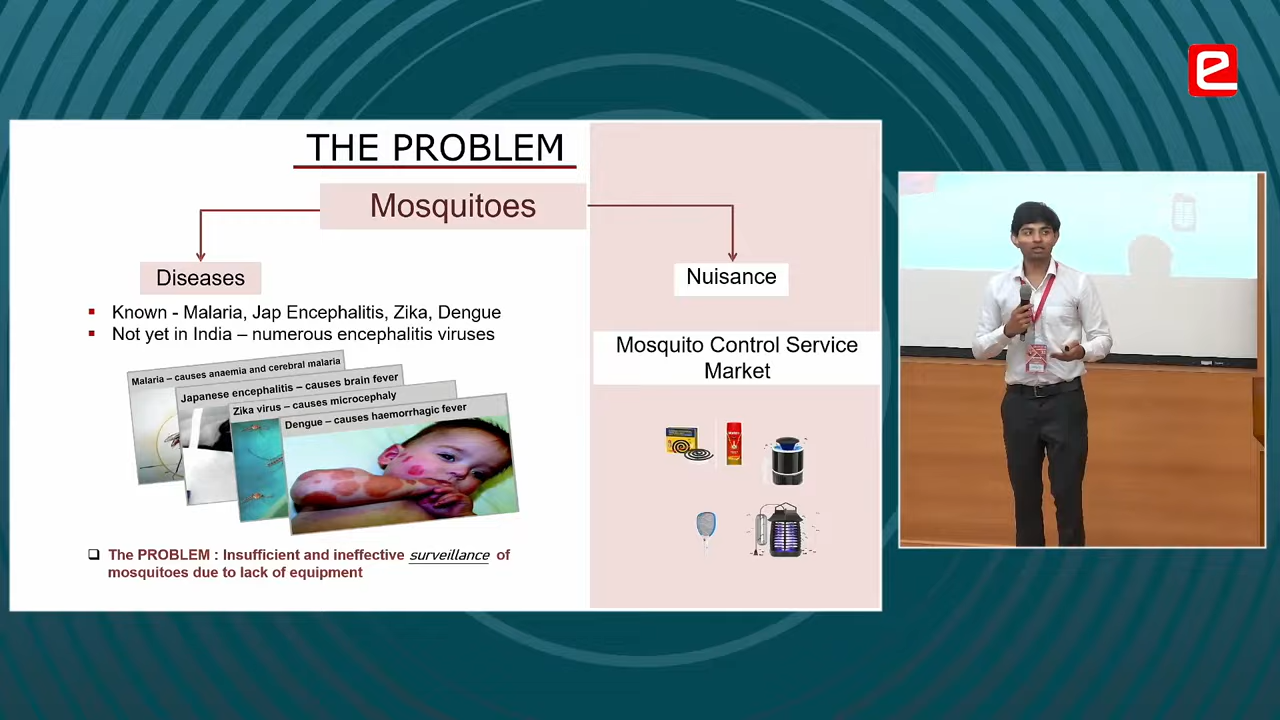 THE PROBLEM
Mosquitoes
Diseases
Known - Malaria, Jap Encephalitis, Zika, Dengue
Not yet in India – numerous encephalitis viruses
Malaria – causes anaemia and cerebral malaria
Japanese encephalitis – causes brain fever
Zika virus – causes microcephaly
Dengue – causes haemorrhagic fever
The PROBLEM : Insufficient and ineffective surveillance of
mosquitoes due to lack of equipment
Nuisance
Mosquito Control Service
Market
e